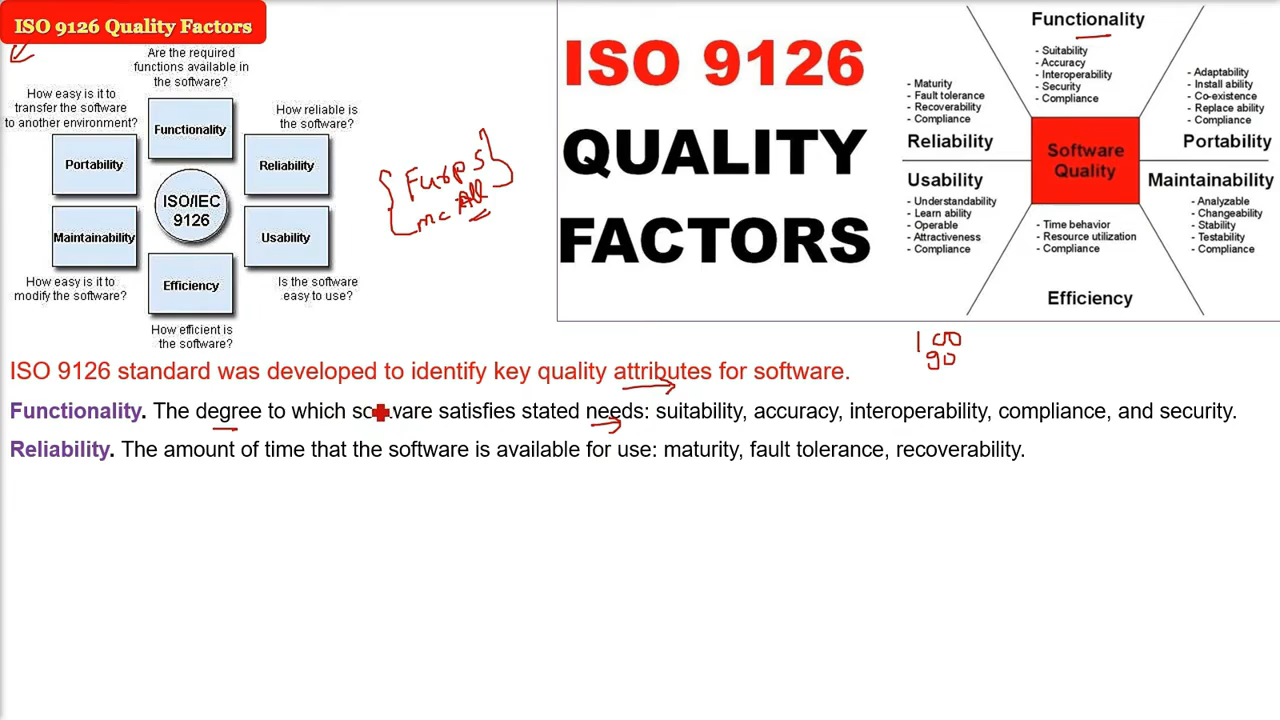 ISO 9126 Quality Factors
Are the required
functions available in
the software?
How easy is it to
transfer the software
to another environment?
Functionality
How reliable is
the software?
Portability
Reliability
ISO/IEC
9126
Maintainability
Usability
Efficiency
How easy is it to
modify the software?
Is the software
easy to use?
How efficient is
the software?
Furps
mc All
ISO 9126
QUALITY
FACTORS
Functionality
- Suitability
- Accuracy
- Interoperability
- Security
- Compliance
- Maturity
- Fault tolerance
- Recoverability
- Compliance
Reliability
- Adaptability
- Install ability
- Co-existence
- Replace ability
- Compliance
Portability
Software
Quality
Usability
- Understandability
- Learn ability
- Operable
- Attractiveness
- Compliance
- Time behavior
- Resource utilization
- Compliance
Efficiency
Maintainability
- Analyzable
- Changeability
- Stability
- Testability
- Compliance
100
90
ISO 9126 standard was developed to identify key quality attributes for software.
Functionality. The degree to which software satisfies stated needs: suitability, accuracy, interoperability, compliance, and security.
Reliability. The amount of time that the software is available for use: maturity, fault tolerance, recoverability.